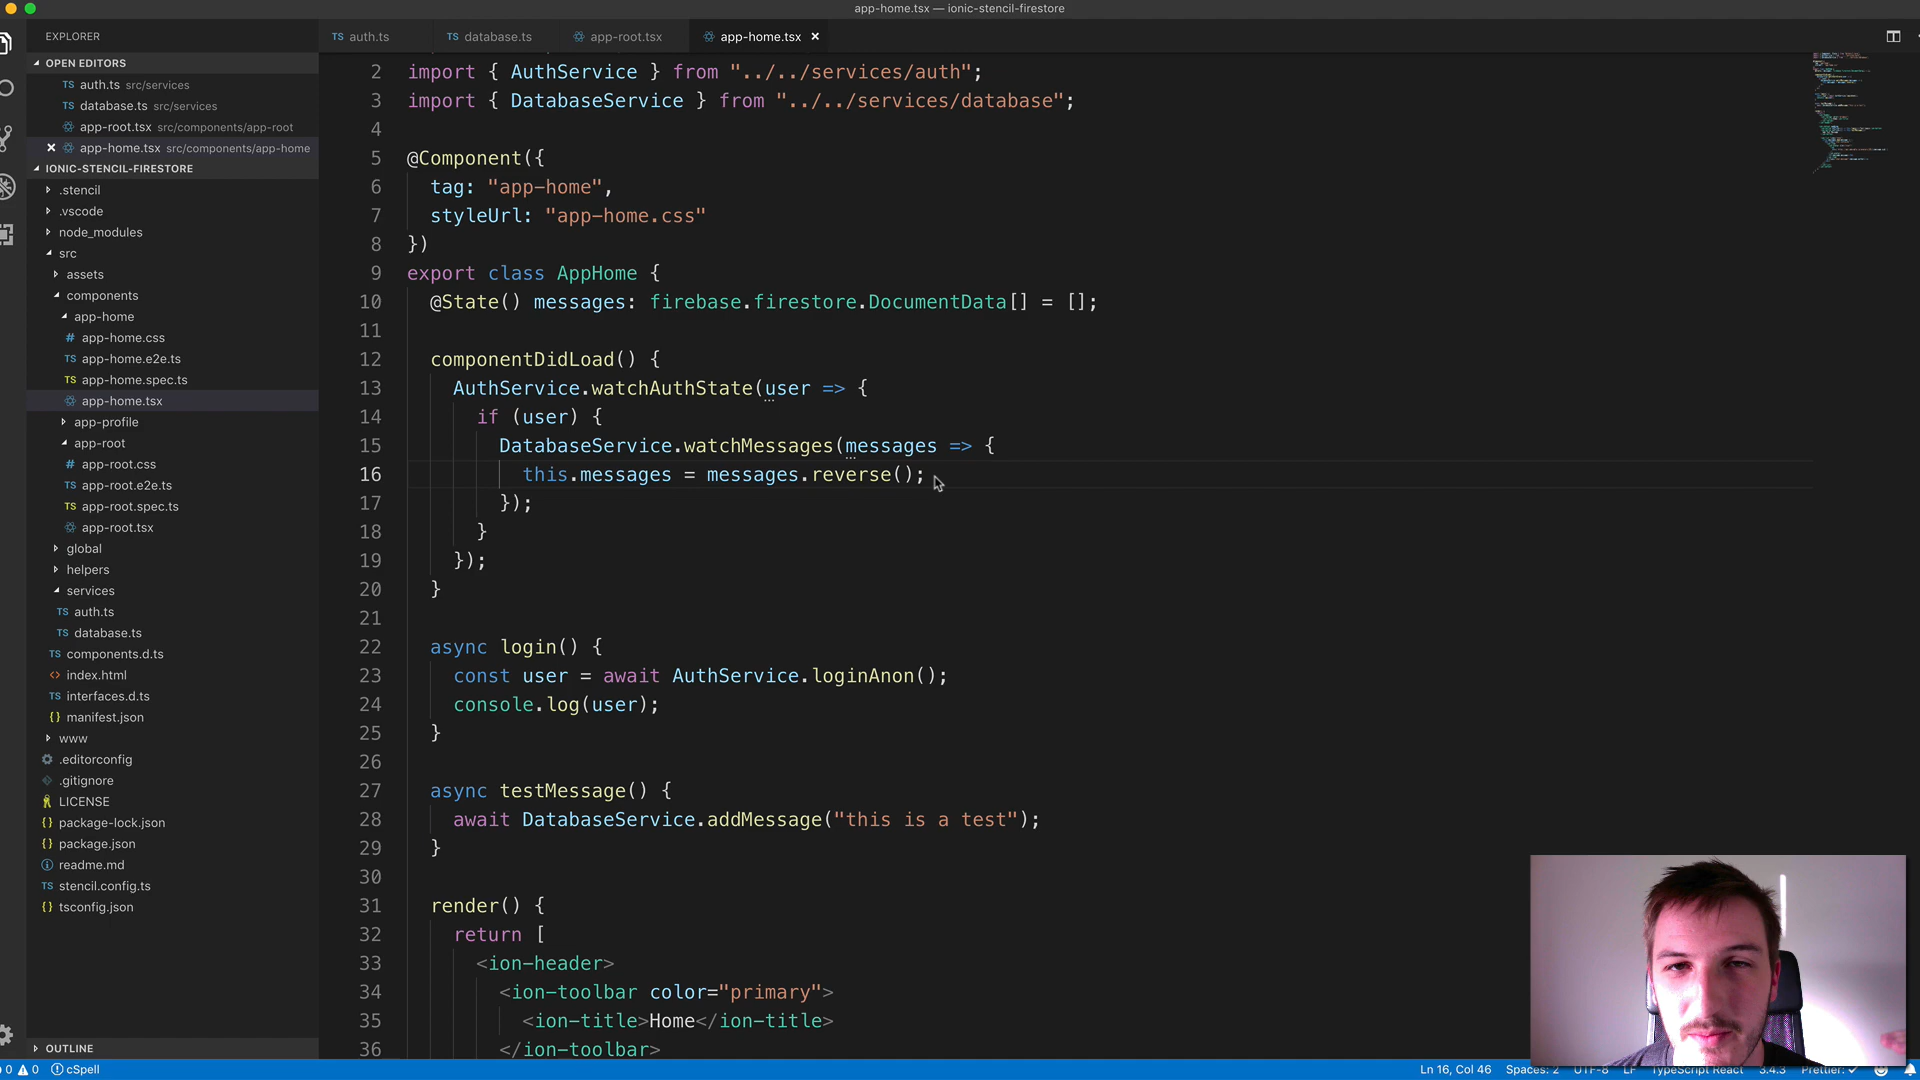 app-home.tsx — ionic-stencil-firestore
EXPLORER
OPEN EDITORS
TS auth.ts src/services
TS database.ts src/services
app-root.tsx src/components/app-root
app-home.tsx src/components/app-home
IONIC-STENCIL-FIRESTORE
.stencil
.vscode
node_modules
src
assets
components
app-home
# app-home.css
TS app-home.e2e.ts
TS app-home.spec.ts
app-home.tsx
app-profile
app-root
# app-root.css
TS app-root.e2e.ts
TS app-root.spec.ts
app-root.tsx
global
helpers
services
TS auth.ts
TS database.ts
TS components.d.ts
<> index.html
TS interfaces.d.ts
{} manifest.json
www
.editorconfig
.gitignore
LICENSE
{} package-lock.json
{} package.json
readme.md
TS stencil.config.ts
{} tsconfig.json
OUTLINE
TS auth.ts TS database.ts app-root.tsx app-home.tsx
2 import { AuthService } from "../../services/auth";
3 import { DatabaseService } from "../../services/database";
4
5 @Component({
6 tag: "app-home",
7 styleUrl: "app-home.css"
8 })
9 export class AppHome {
10 @State() messages: firebase.firestore.DocumentData[] = [];
11
12 componentDidLoad() {
13 AuthService.watchAuthState(user => {
14 if (user) {
15 DatabaseService.watchMessages(messages => {
16 this.messages = messages.reverse();
17 });
18 }
19 });
20 }
21
22 async login() {
23 const user = await AuthService.loginAnon();
24 console.log(user);
25 }
26
27 async testMessage() {
28 await DatabaseService.addMessage("this is a test");
29 }
30
31 render() {
32 return [
33 <ion-header>
34 <ion-toolbar color="primary">
35 <ion-title>Home</ion-title>
36 </ion-toolbar>
0 0 cSpell
Ln 16, Col 46 Spaces: 2 UTF-8 LF TypeScript React 3.4.3 Prettier: ✓